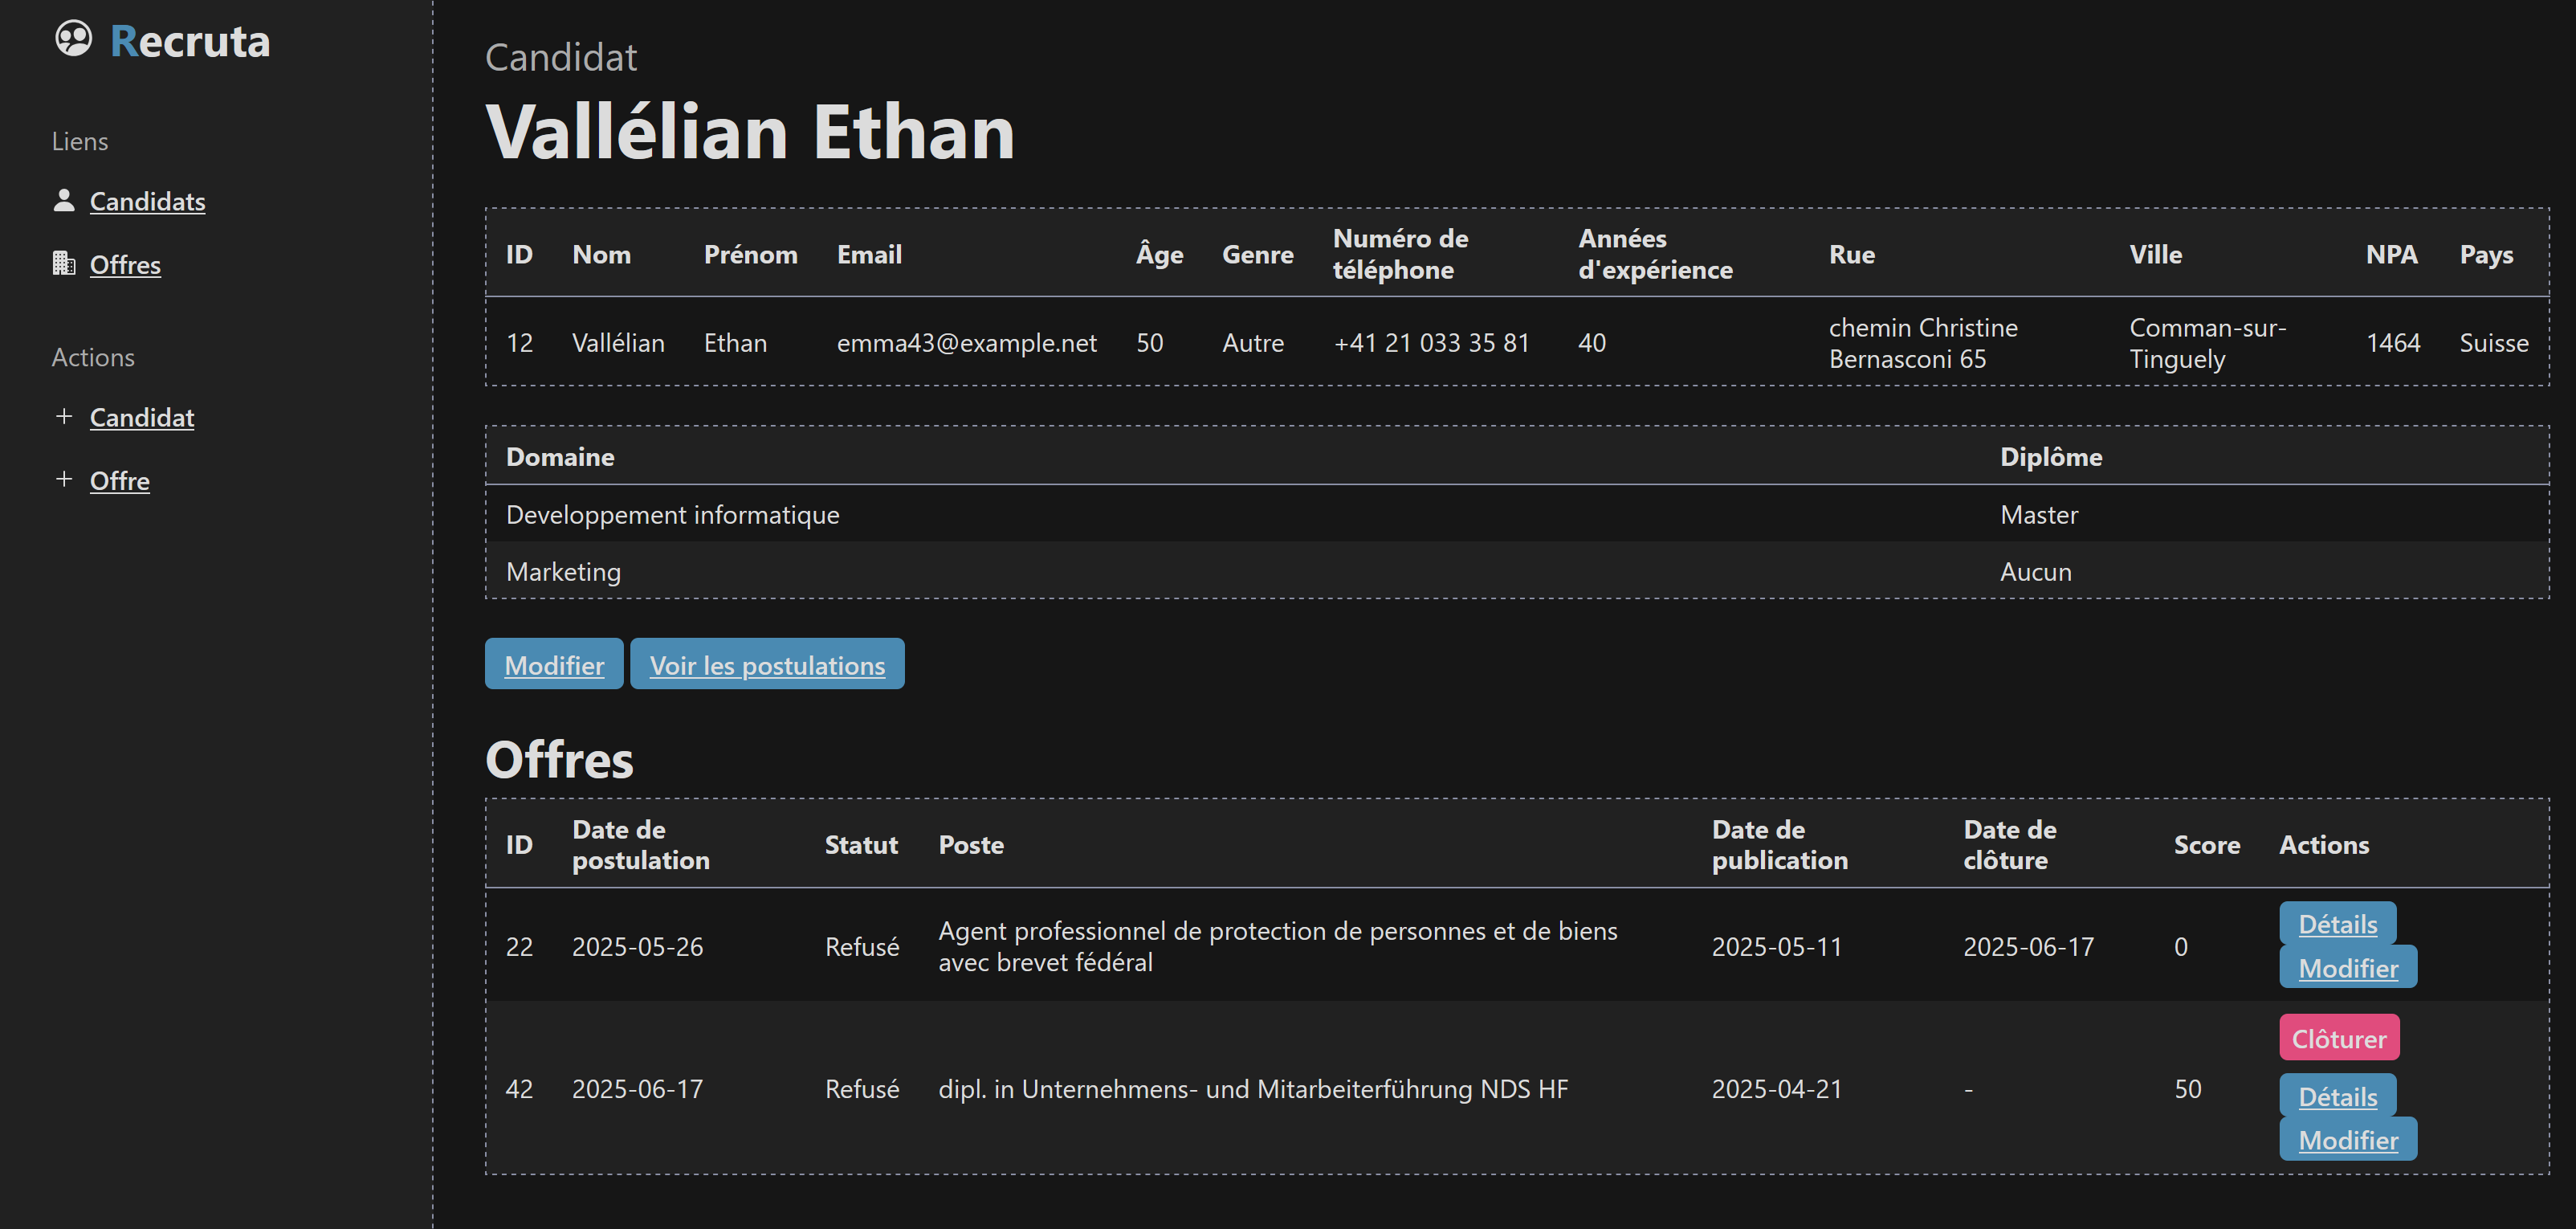 Recruta
Liens
Candidats
Offres
Actions
Candidat
Offre
Candidat
Vallélian Ethan
ID Nom Prénom Email Âge Genre Numéro de téléphone Années d'expérience Rue Ville NPA Pays
12 Vallélian Ethan emma43@example.net 50 Autre +41 21 033 35 81 40 chemin Christine Bernasconi 65 Comman-sur-Tinguely 1464 Suisse
Domaine Diplôme
Developpement informatique Master
Marketing Aucun
Modifier Voir les postulations
Offres
ID Date de postulation Statut Poste Date de publication Date de clôture Score Actions
22 2025-05-26 Refusé Agent professionnel de protection de personnes et de biens avec brevet fédéral 2025-05-11 2025-06-17 0 Détails
Modifier
Clôturer
42 2025-06-17 Refusé dipl. in Unternehmens- und Mitarbeiterführung NDS HF 2025-04-21 - 50 Détails
Modifier